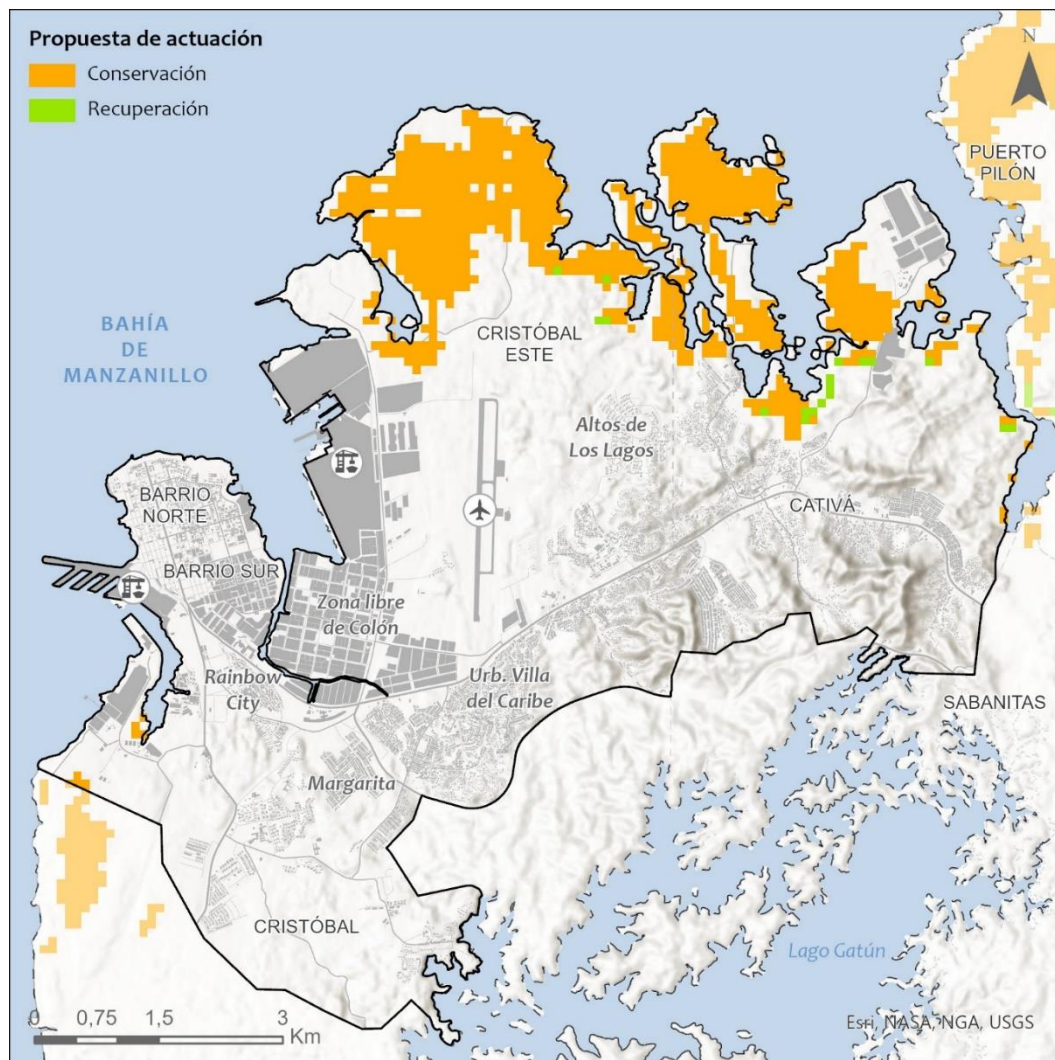 Propuesta de actuación
Conservación
Recuperación
N
PUERTO
PILÓN
BAHÍA
DE
MANZANILLO
CRISTÓBAL
ESTE
Altos de
Los Lagos
BARRIO
NORTE
CATIVÁ
BARRIO SUR
Zona libre
de Colón
Rainbow
City
Urb. Villa
del Caribe
SABANITAS
Margarita
CRISTÓBAL
Lago Gatún
0 0,75 1,5 3
Km
Esri, NASA, NGA, USGS